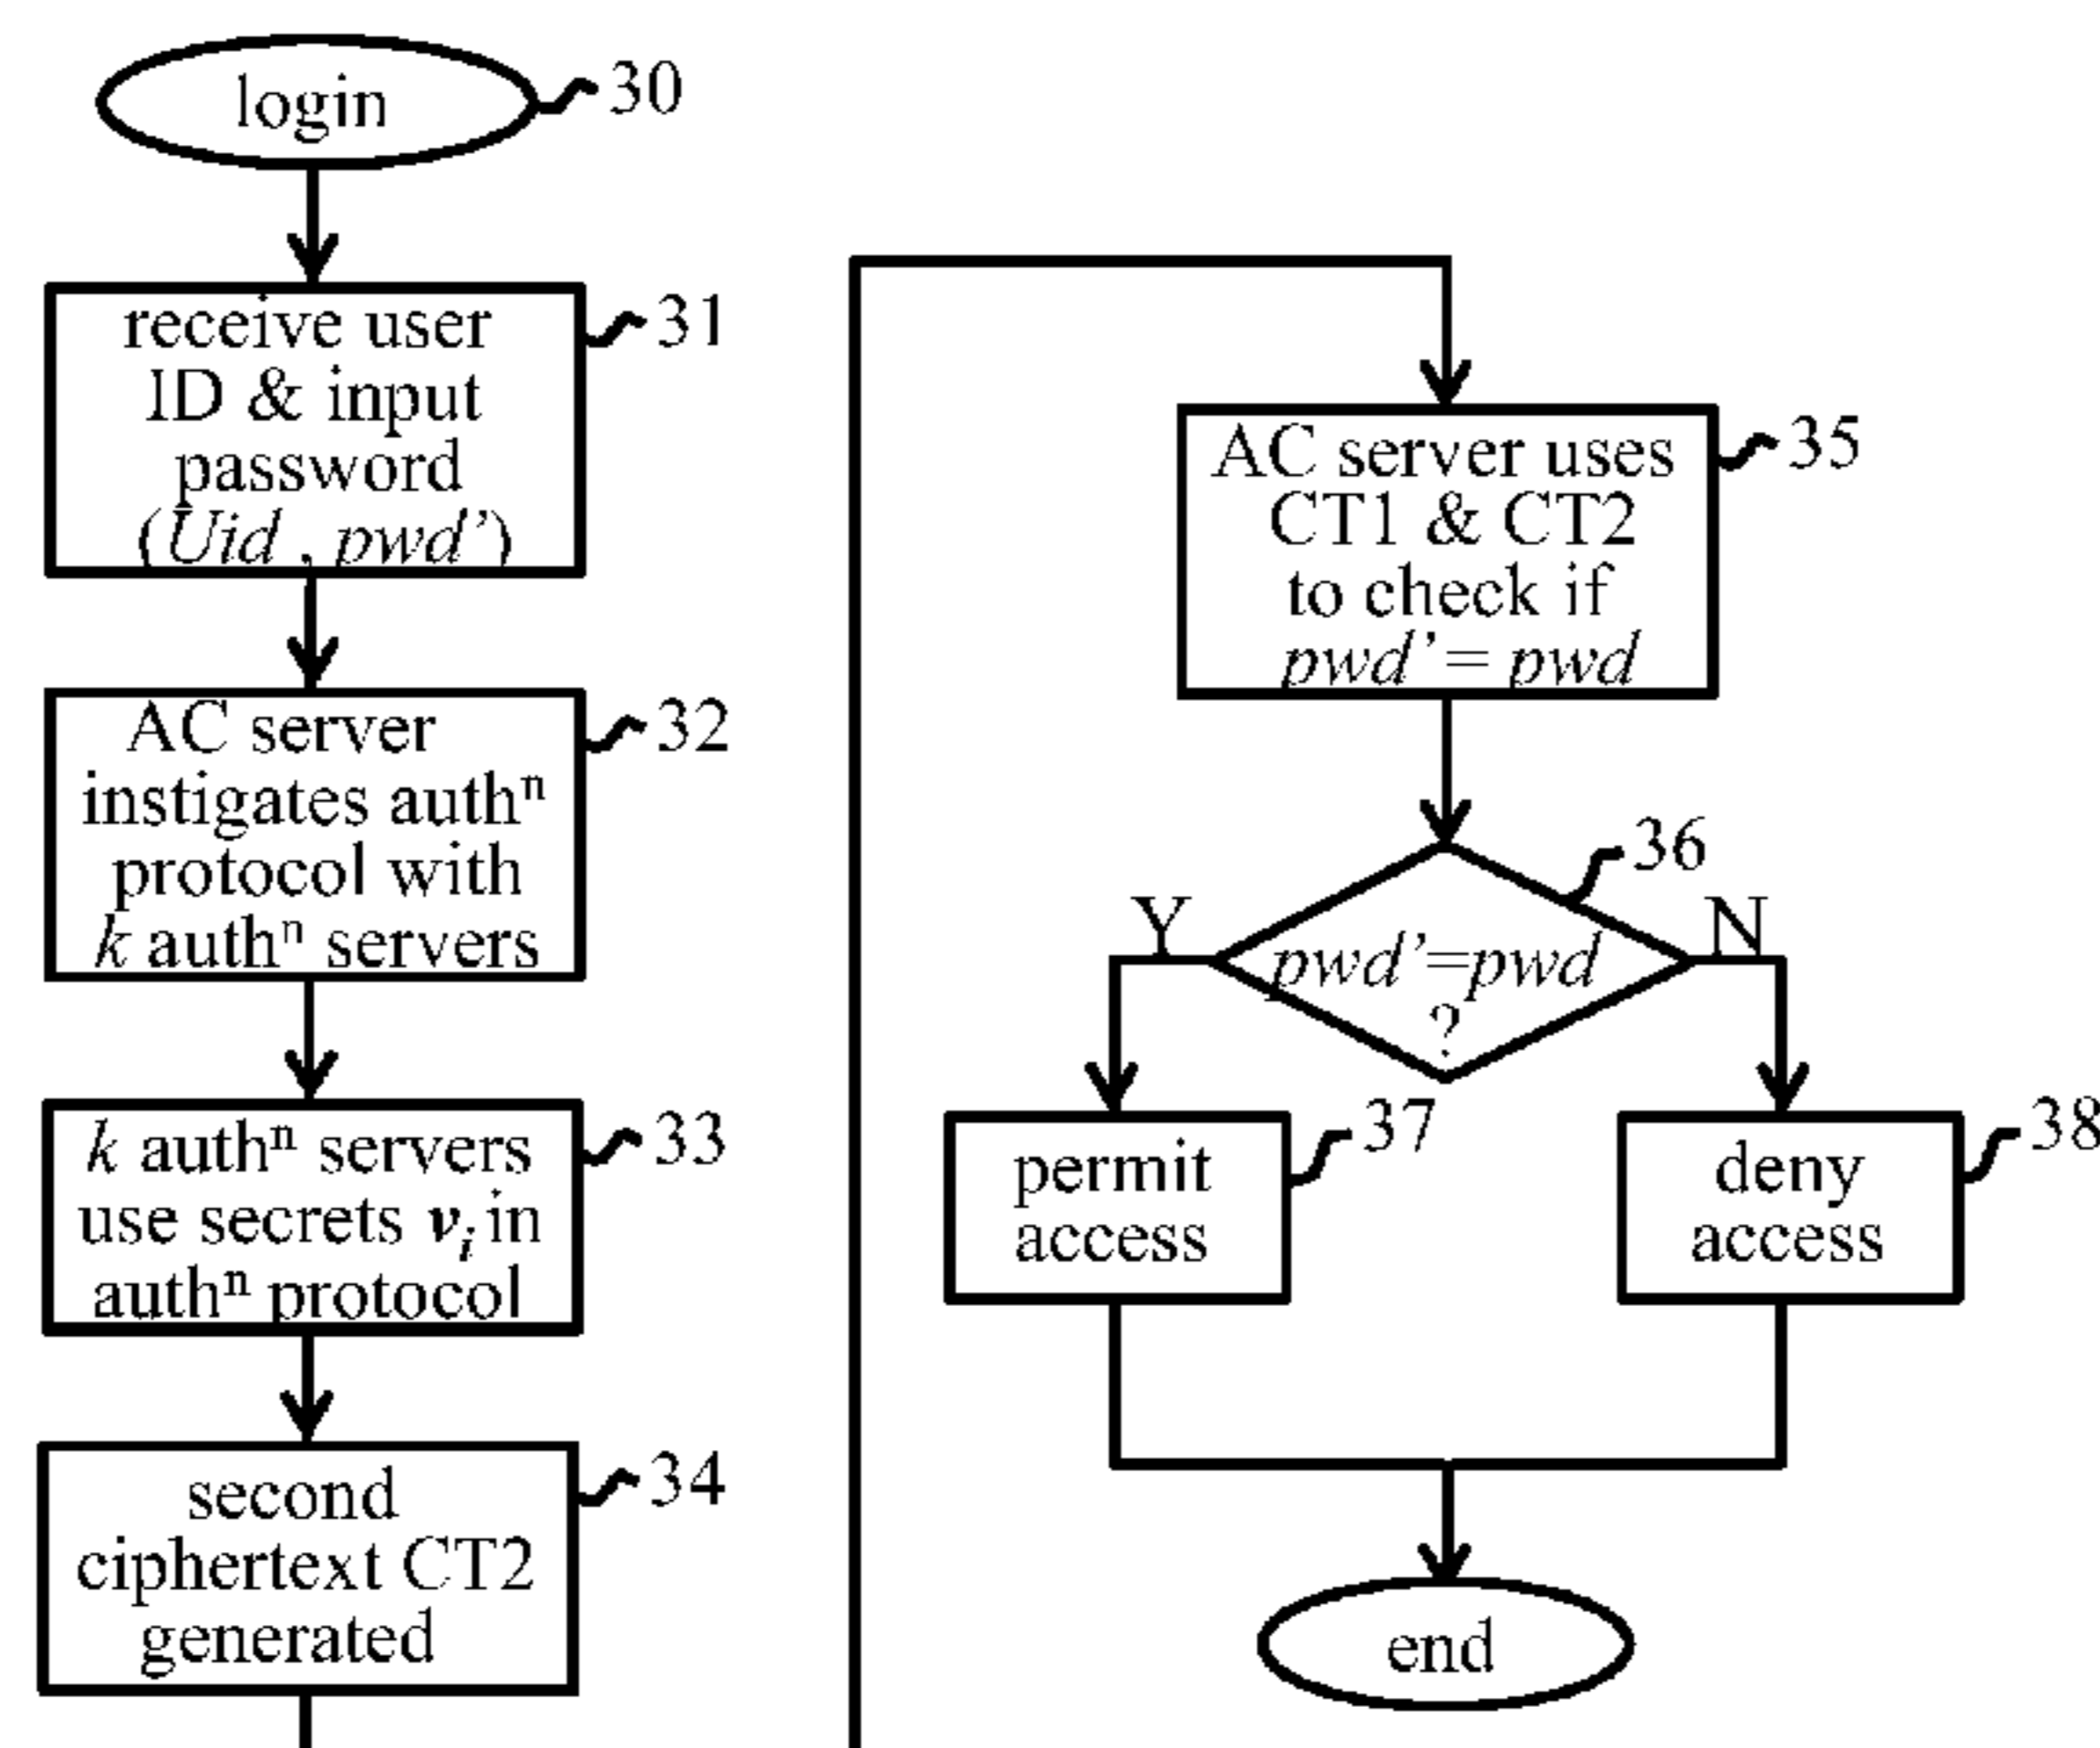 login
30
receive user
ID & input
password
(Uid , pwd’)
31
AC server
instigates authⁿ
protocol with
k authⁿ servers
32
k authⁿ servers
use secrets vᵢ in
authⁿ protocol
33
second
ciphertext CT2
generated
34
AC server uses
CT1 & CT2
to check if
pwd’= pwd
35
36
Y
N
pwd’=pwd
?
permit
access
37
deny
access
38
end